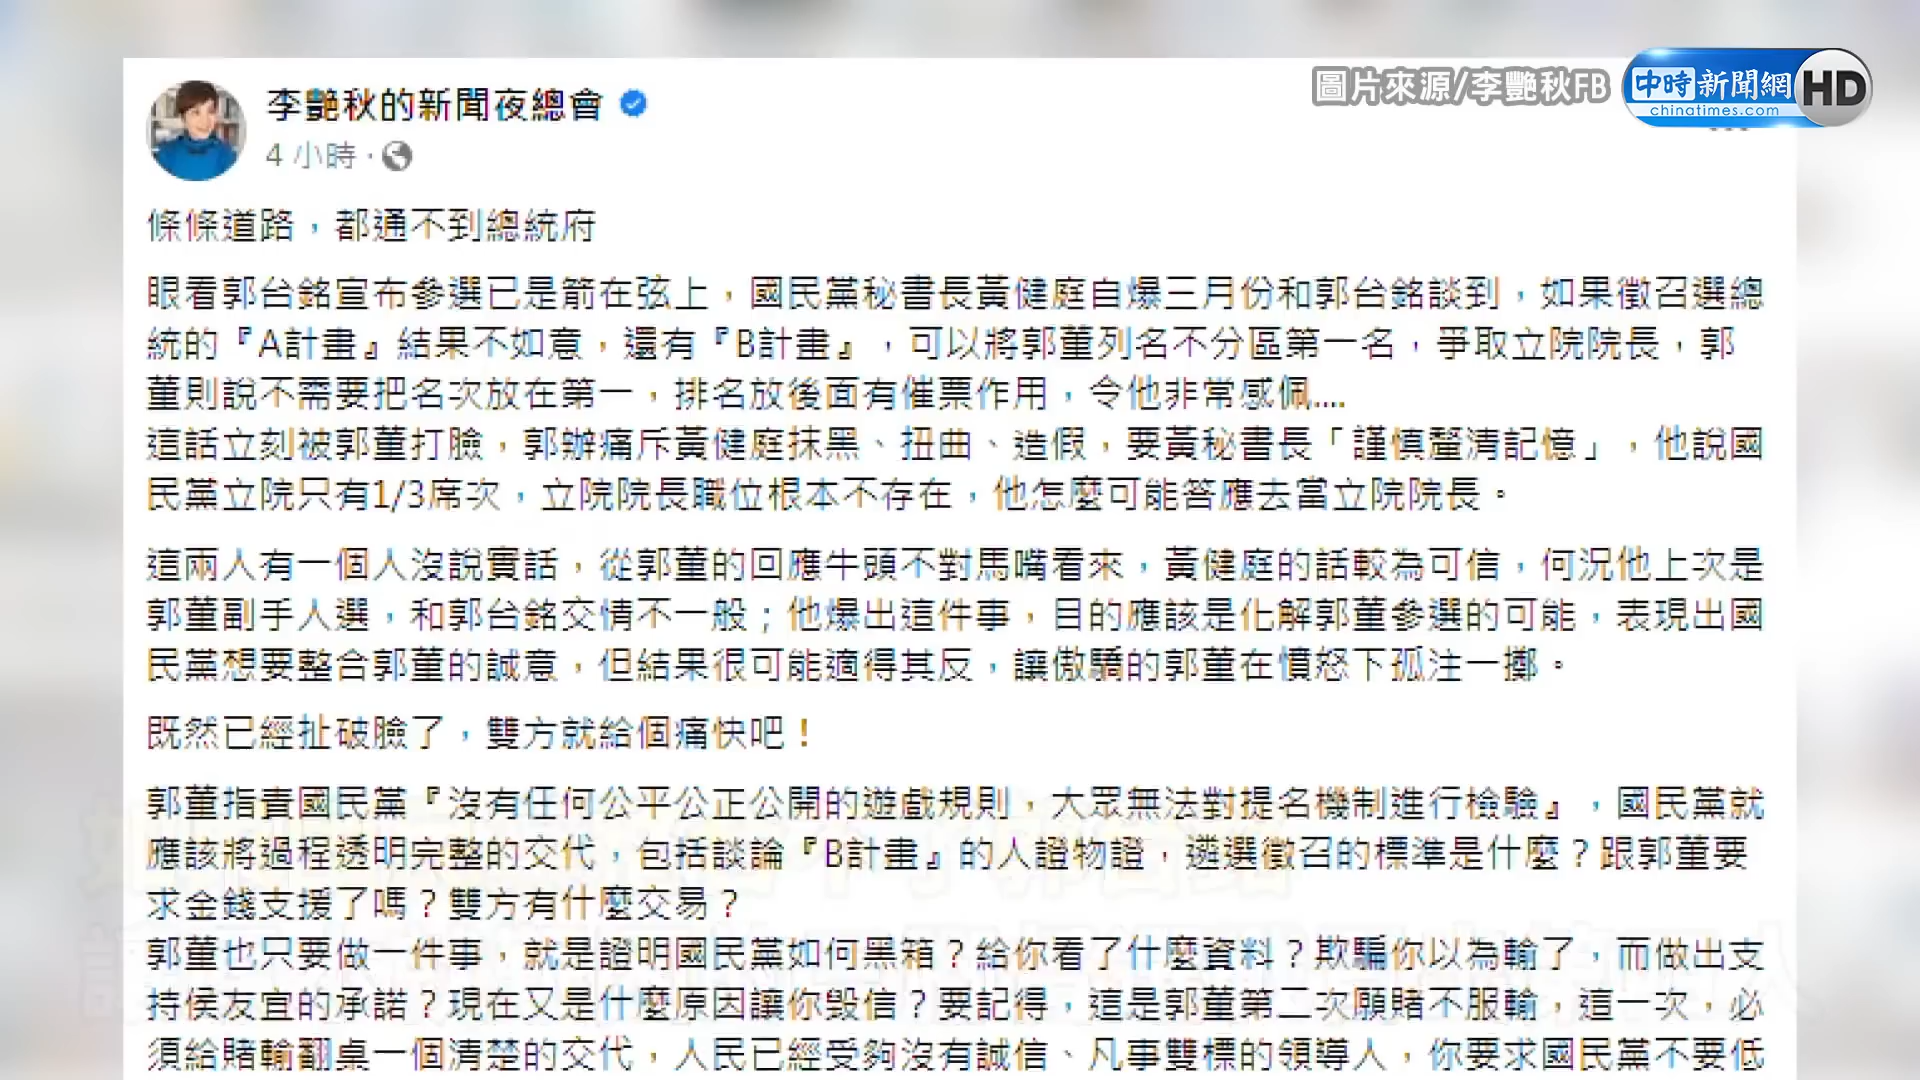 圖片來源/李艷秋FB
中時新聞網HD
chinatimes.com
李艷秋的新聞夜總會
4 小時 ·
條條道路，都通不到總統府
眼看郭台銘宣布參選已是箭在弦上，國民黨秘書長黃健庭自爆三月份和郭台銘談到，如果徵召選總
統的『A計畫』結果不如意，還有『B計畫』，可以將郭董列名不分區第一名，爭取立院院長，郭
董則說不需要把名次放在第一，排名放後面有催票作用，令他非常感佩....
這話立刻被郭董打臉，郭辦痛斥黃健庭抹黑、扭曲、造假，要黃秘書長「謹慎釐清記憶」，他說國
民黨立院只有1/3席次，立院院長職位根本不存在，他怎麼可能答應去當立院院長。
這兩人有一個人沒說實話，從郭董的回應牛頭不對馬嘴看來，黃健庭的話較為可信，何況他上次是
郭董副手人選，和郭台銘交情不一般；他爆出這件事，目的應該是化解郭董參選的可能，表現出國
民黨想要整合郭董的誠意，但結果很可能適得其反，讓傲驕的郭董在憤怒下孤注一擲。
既然已經扯破臉了，雙方就給個痛快吧！
郭董指責國民黨『沒有任何公平公正公開的遊戲規則，大眾無法對提名機制進行檢驗』，國民黨就
應該將過程透明完整的交代，包括談論『B計畫』的人證物證，遴選徵召的標準是什麼？跟郭董要
求金錢支援了嗎？雙方有什麼交易？
郭董也只要做一件事，就是證明國民黨如何黑箱？給你看了什麼資料？欺騙你以為輸了，而做出支
持侯友宜的承諾？現在又是什麼原因讓你毀信？要記得，這是郭董第二次願賭不服輸，這一次，必
須給賭輸翻桌一個清楚的交代，人民已經受夠沒有誠信、凡事雙標的領導人，你要求國民黨不要低